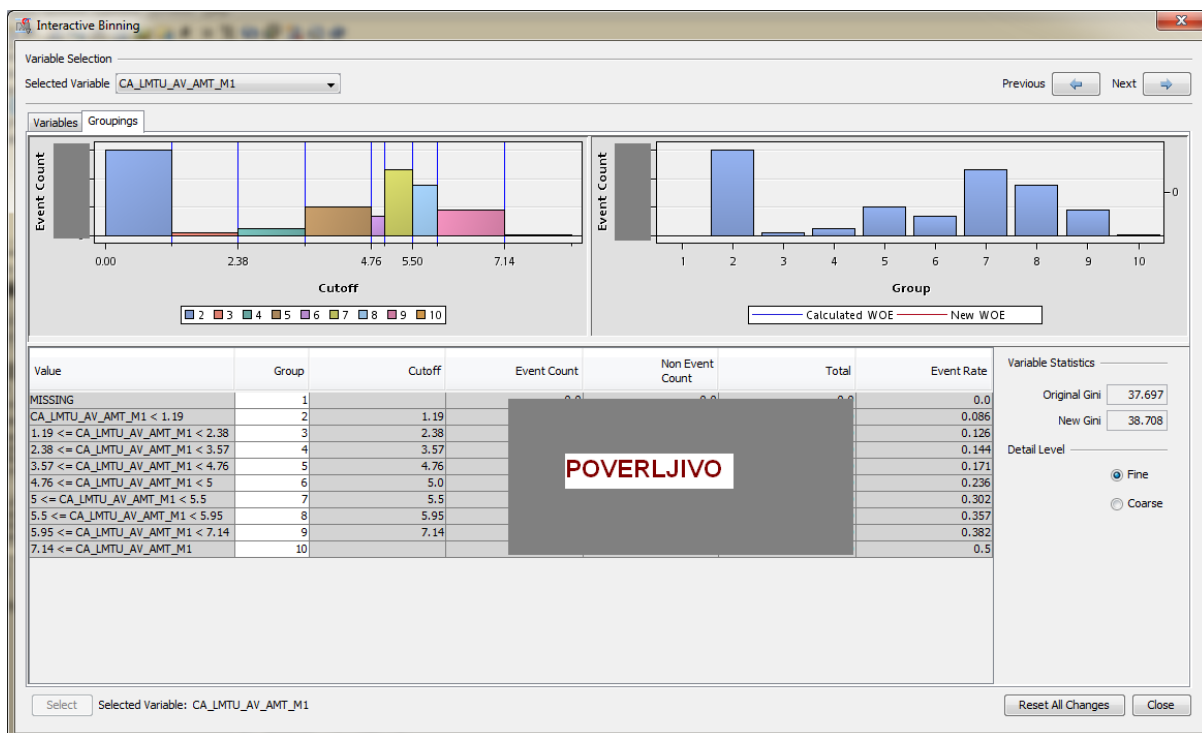 Interactive Binning
Variable Selection
Selected Variable CA_LMTU_AV_AMT_M1
Previous Next
Variables Groupings
Event Count
0.00 2.38 4.76 5.50 7.14
Cutoff
2 3 4 5 6 7 8 9 10
Event Count
0
1 2 3 4 5 6 7 8 9 10
Group
Calculated WOE New WOE
Value Group Cutoff Event Count Non Event Count Total Event Rate
MISSING 1 0.0 0.0 0.0 0.0
CA_LMTU_AV_AMT_M1 < 1.19 2 1.19 0.086
1.19 <= CA_LMTU_AV_AMT_M1 < 2.38 3 2.38 0.126
2.38 <= CA_LMTU_AV_AMT_M1 < 3.57 4 3.57 0.144
3.57 <= CA_LMTU_AV_AMT_M1 < 4.76 5 4.76 0.171
4.76 <= CA_LMTU_AV_AMT_M1 < 5 6 5.0 0.236
5 <= CA_LMTU_AV_AMT_M1 < 5.5 7 5.5 0.302
5.5 <= CA_LMTU_AV_AMT_M1 < 5.95 8 5.95 0.357
5.95 <= CA_LMTU_AV_AMT_M1 < 7.14 9 7.14 0.382
7.14 <= CA_LMTU_AV_AMT_M1 10 0.5
POVERLJIVO
Variable Statistics
Original Gini 37.697
New Gini 38.708
Detail Level
Fine
Coarse
Select Selected Variable: CA_LMTU_AV_AMT_M1
Reset All Changes Close